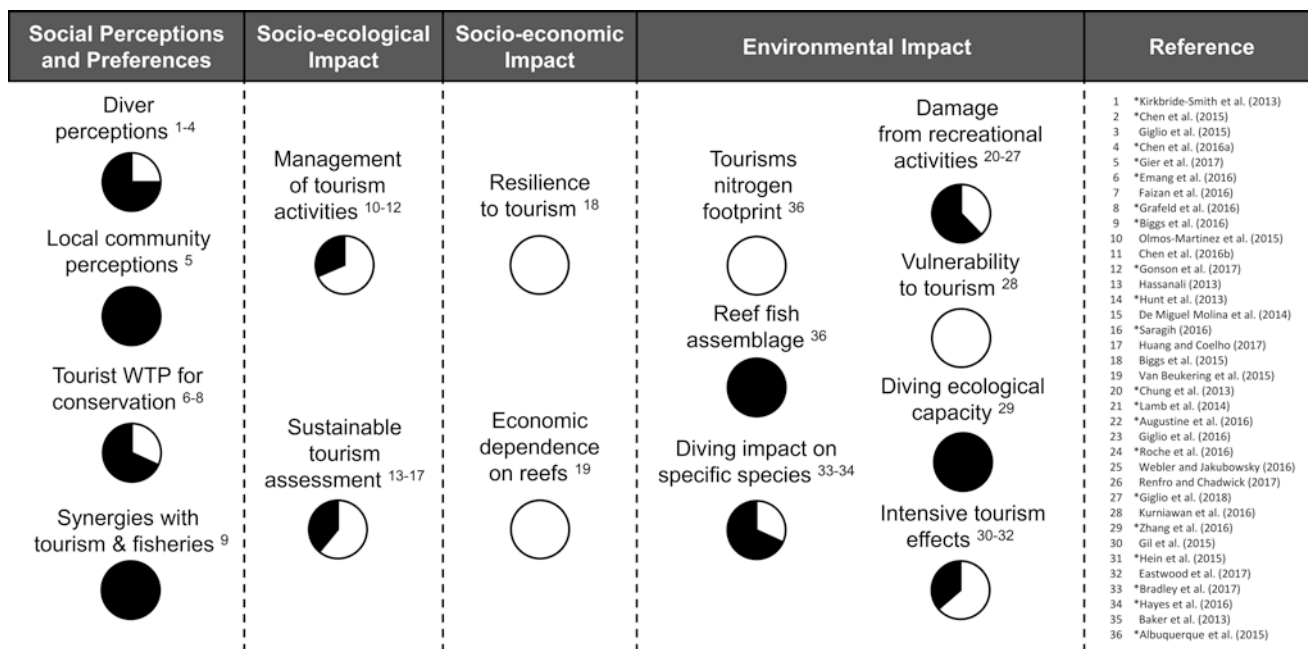 Social Perceptions
and Preferences
Socio-ecological
Impact
Socio-economic
Impact
Environmental Impact
Reference
Diver
perceptions 1-4
Local community
perceptions 5
Tourist WTP for
conservation 6-8
Synergies with
tourism & fisheries 9
Management
of tourism
activities 10-12
Sustainable
tourism
assessment 13-17
Resilience
to tourism 18
Economic
dependence
on reefs 19
Tourisms
nitrogen
footprint 36
Reef fish
assemblage 36
Diving impact on
specific species 33-34
Damage
from recreational
activities 20-27
Vulnerability
to tourism 28
Diving ecological
capacity 29
Intensive tourism
effects 30-32
1 *Kirkbride-Smith et al. (2013)
2 *Chen et al. (2015)
3 Giglio et al. (2015)
4 *Chen et al. (2016a)
5 *Gier et al. (2017)
6 *Emang et al. (2016)
7 Faizan et al. (2016)
8 *Grafeld et al. (2016)
9 *Biggs et al. (2016)
10 Olmos-Martinez et al. (2015)
11 Chen et al. (2016b)
12 *Gonson et al. (2017)
13 Hassanali (2013)
14 *Hunt et al. (2013)
15 De Miguel Molina et al. (2014)
16 *Saragih (2016)
17 Huang and Coelho (2017)
18 Biggs et al. (2015)
19 Van Beukering et al. (2015)
20 *Chung et al. (2013)
21 *Lamb et al. (2014)
22 *Augustine et al. (2016)
23 Giglio et al. (2016)
24 *Roche et al. (2016)
25 Webler and Jakubowsky (2016)
26 Renfro and Chadwick (2017)
27 *Giglio et al. (2018)
28 Kurniawan et al. (2016)
29 *Zhang et al. (2016)
30 Gil et al. (2015)
31 *Hein et al. (2015)
32 Eastwood et al. (2017)
33 *Bradley et al. (2017)
34 *Hayes et al. (2016)
35 Baker et al. (2013)
36 *Albuquerque et al. (2015)